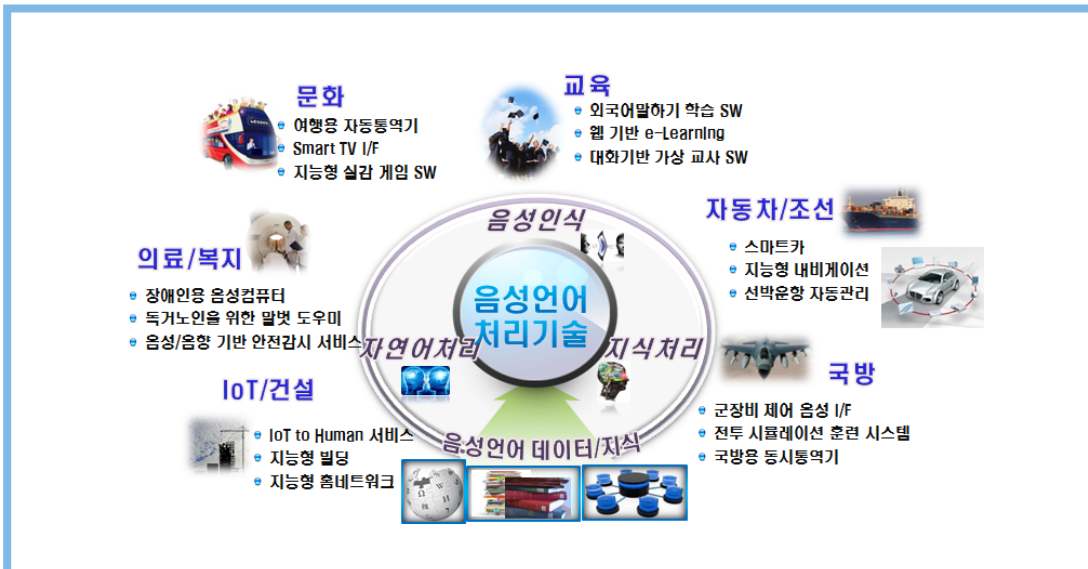 문화
여행용 자동통역기
Smart TV I/F
지능형 실감 게임 SW
교육
외국어말하기 학습 SW
웹 기반 e-Learning
대화기반 가상 교사 SW
자동차/조선
스마트카
지능형 내비게이션
선박운항 자동관리
의료/복지
장애인용 음성컴퓨터
독거노인을 위한 말벗 도우미
음성/음향 기반 안전감시 서비스
음성인식
음성언어
처리기술
자연어처리
지식처리
음성언어 데이터/지식
IoT/건설
IoT to Human 서비스
지능형 빌딩
지능형 홈네트워크
국방
군장비 제어 음성 I/F
전투 시뮬레이션 훈련 시스템
국방용 동시통역기